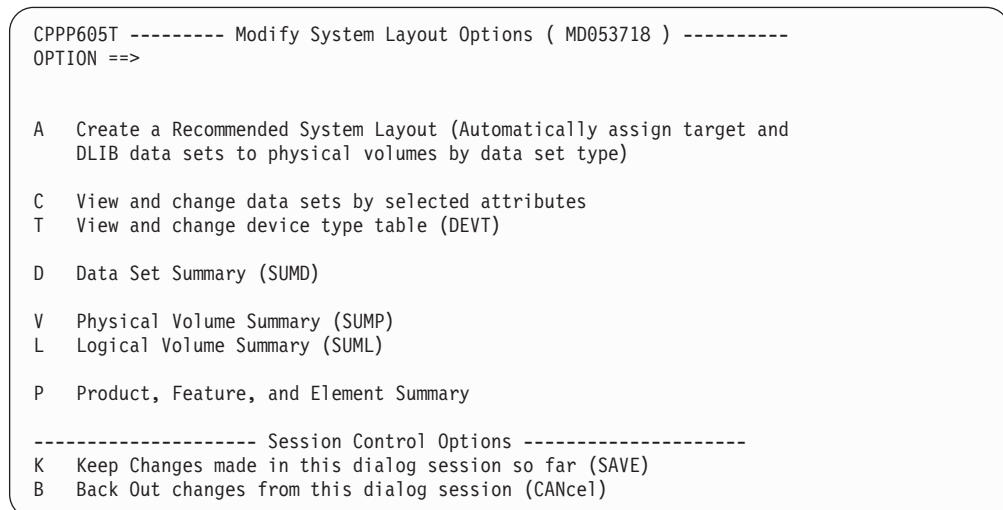 CPPP605T --------- Modify System Layout Options ( MD053718 ) ----------
OPTION ==>
A   Create a Recommended System Layout (Automatically assign target and
    DLIB data sets to physical volumes by data set type)
C   View and change data sets by selected attributes
T   View and change device type table (DEVT)
D   Data Set Summary (SUMD)
V   Physical Volume Summary (SUMP)
L   Logical Volume Summary (SUML)
P   Product, Feature, and Element Summary
--------------------- Session Control Options ---------------------
K   Keep Changes made in this dialog session so far (SAVE)
B   Back Out changes from this dialog session (CANcel)